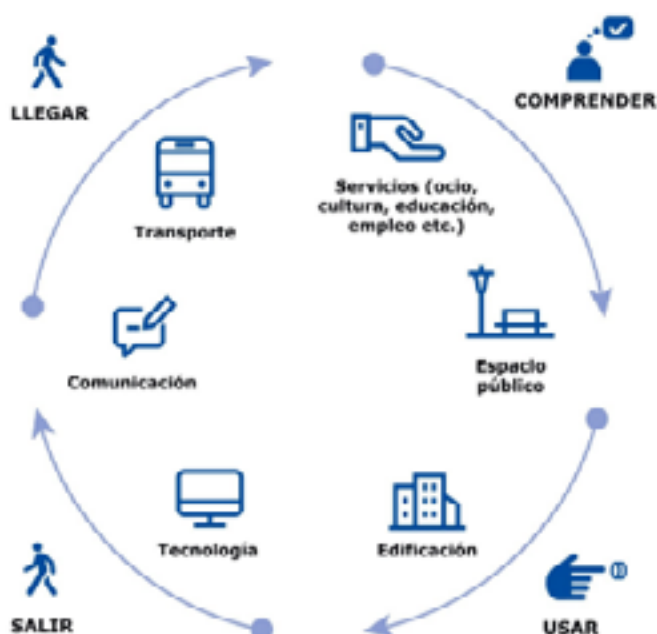 LLEGAR
COMPRENDER
Servicios (ocio,
cultura, educación,
empleo etc.)
Transporte
Espacio
público
Comunicación
Tecnología
Edificación
SALIR
USAR